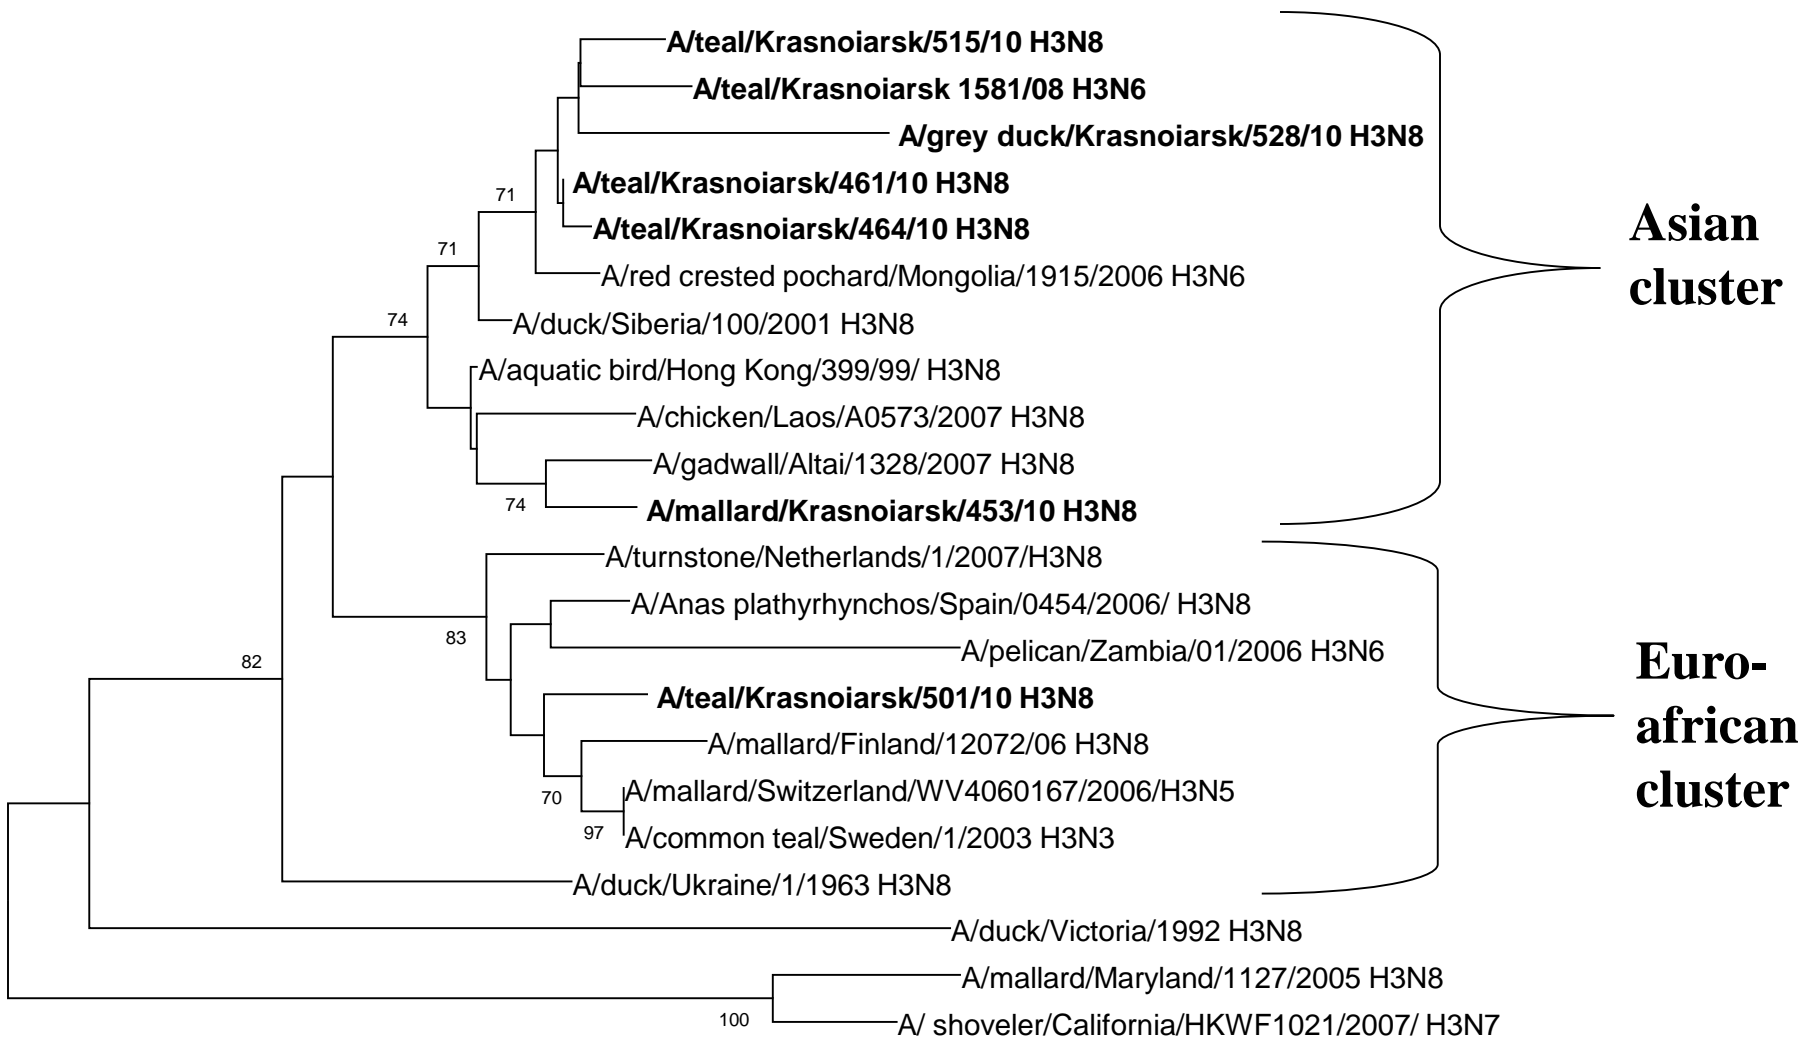 A/teal/Krasnoiarsk/515/10 H3N8
A/teal/Krasnoiarsk 1581/08 H3N6
A/grey duck/Krasnoiarsk/528/10 H3N8
A/teal/Krasnoiarsk/461/10 H3N8
71
A/teal/Krasnoiarsk/464/10 H3N8
71
A/red crested pochard/Mongolia/1915/2006 H3N6
74
A/duck/Siberia/100/2001 H3N8
A/aquatic bird/Hong Kong/399/99/ H3N8
A/chicken/Laos/A0573/2007 H3N8
A/gadwall/Altai/1328/2007 H3N8
74
A/mallard/Krasnoiarsk/453/10 H3N8
Asian
cluster
A/turnstone/Netherlands/1/2007/H3N8
A/Anas plathyrhynchos/Spain/0454/2006/ H3N8
83
A/pelican/Zambia/01/2006 H3N6
82
A/teal/Krasnoiarsk/501/10 H3N8
A/mallard/Finland/12072/06 H3N8
70
A/mallard/Switzerland/WV4060167/2006/H3N5
97
A/common teal/Sweden/1/2003 H3N3
A/duck/Ukraine/1/1963 H3N8
Euro-
african
cluster
A/duck/Victoria/1992 H3N8
A/mallard/Maryland/1127/2005 H3N8
100
A/ shoveler/California/HKWF1021/2007/ H3N7